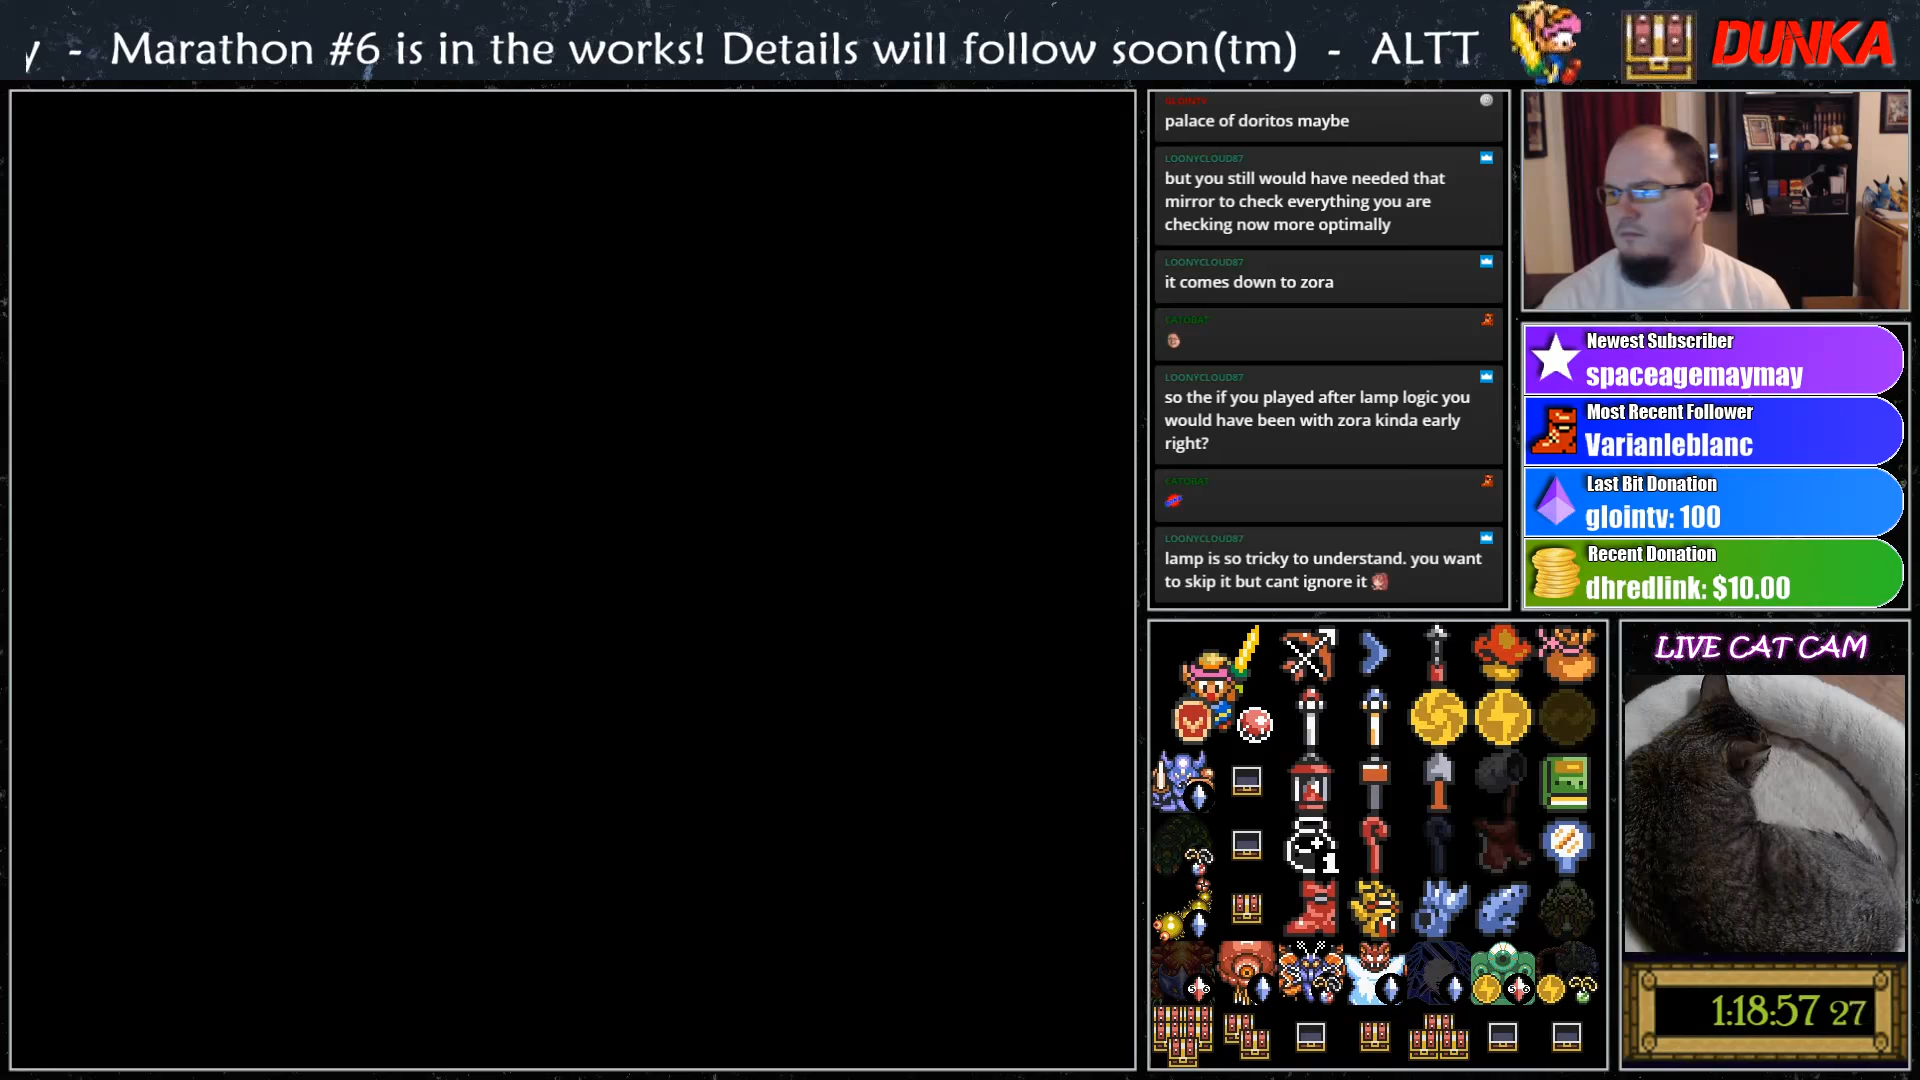 y - Marathon #6 is in the works! Details will follow soon(tm) - ALTT
DUNKA
GLOINTV
palace of doritos maybe
LOONYCLOUD87
but you still would have needed that
mirror to check everything you are
checking now more optimally
LOONYCLOUD87
it comes down to zora
CATOBAT
LOONYCLOUD87
so the if you played after lamp logic you
would have been with zora kinda early
right?
CATOBAT
LOONYCLOUD87
lamp is so tricky to understand. you want
to skip it but cant ignore it
Newest Subscriber
spaceagemaymay
Most Recent Follower
Varianleblanc
Last Bit Donation
glointv: 100
Recent Donation
dhredlink: $10.00
LIVE CAT CAM
1
1:18:57 27